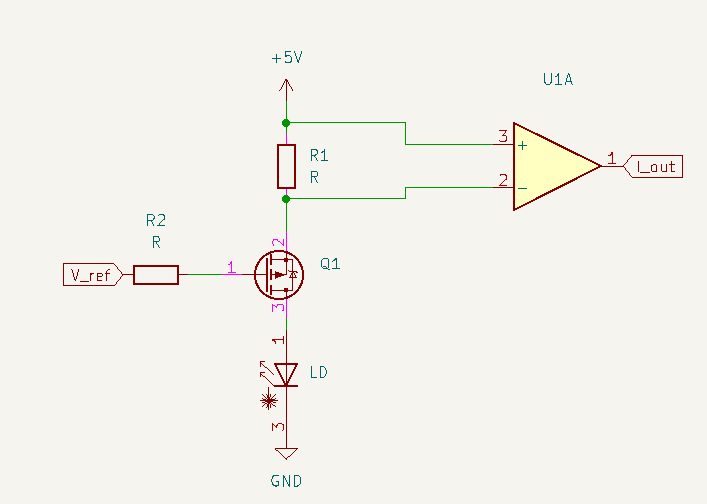 +5V
U1A
3
+
1
I_out
R1
R
2
-
R2
R
2
V_ref
1
Q1
3
1
LD
3
GND